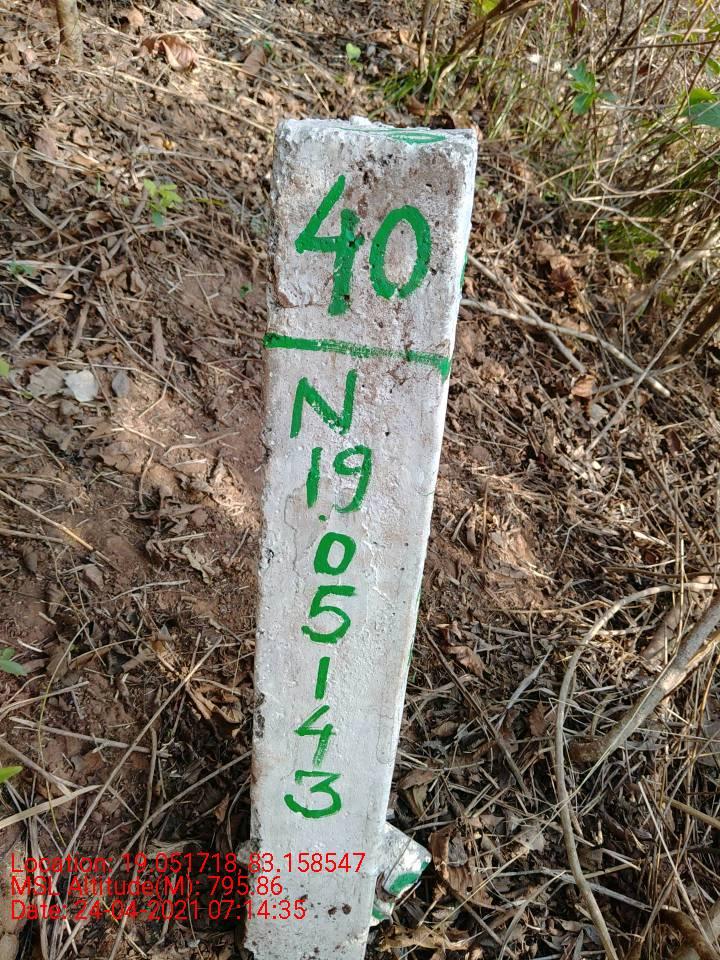 40
N
19
.0
5
1
4
3
Location: 19.051718, 83.158547
MSL Altitude(M): 795.86
Date: 24-04-2021 07:14:35